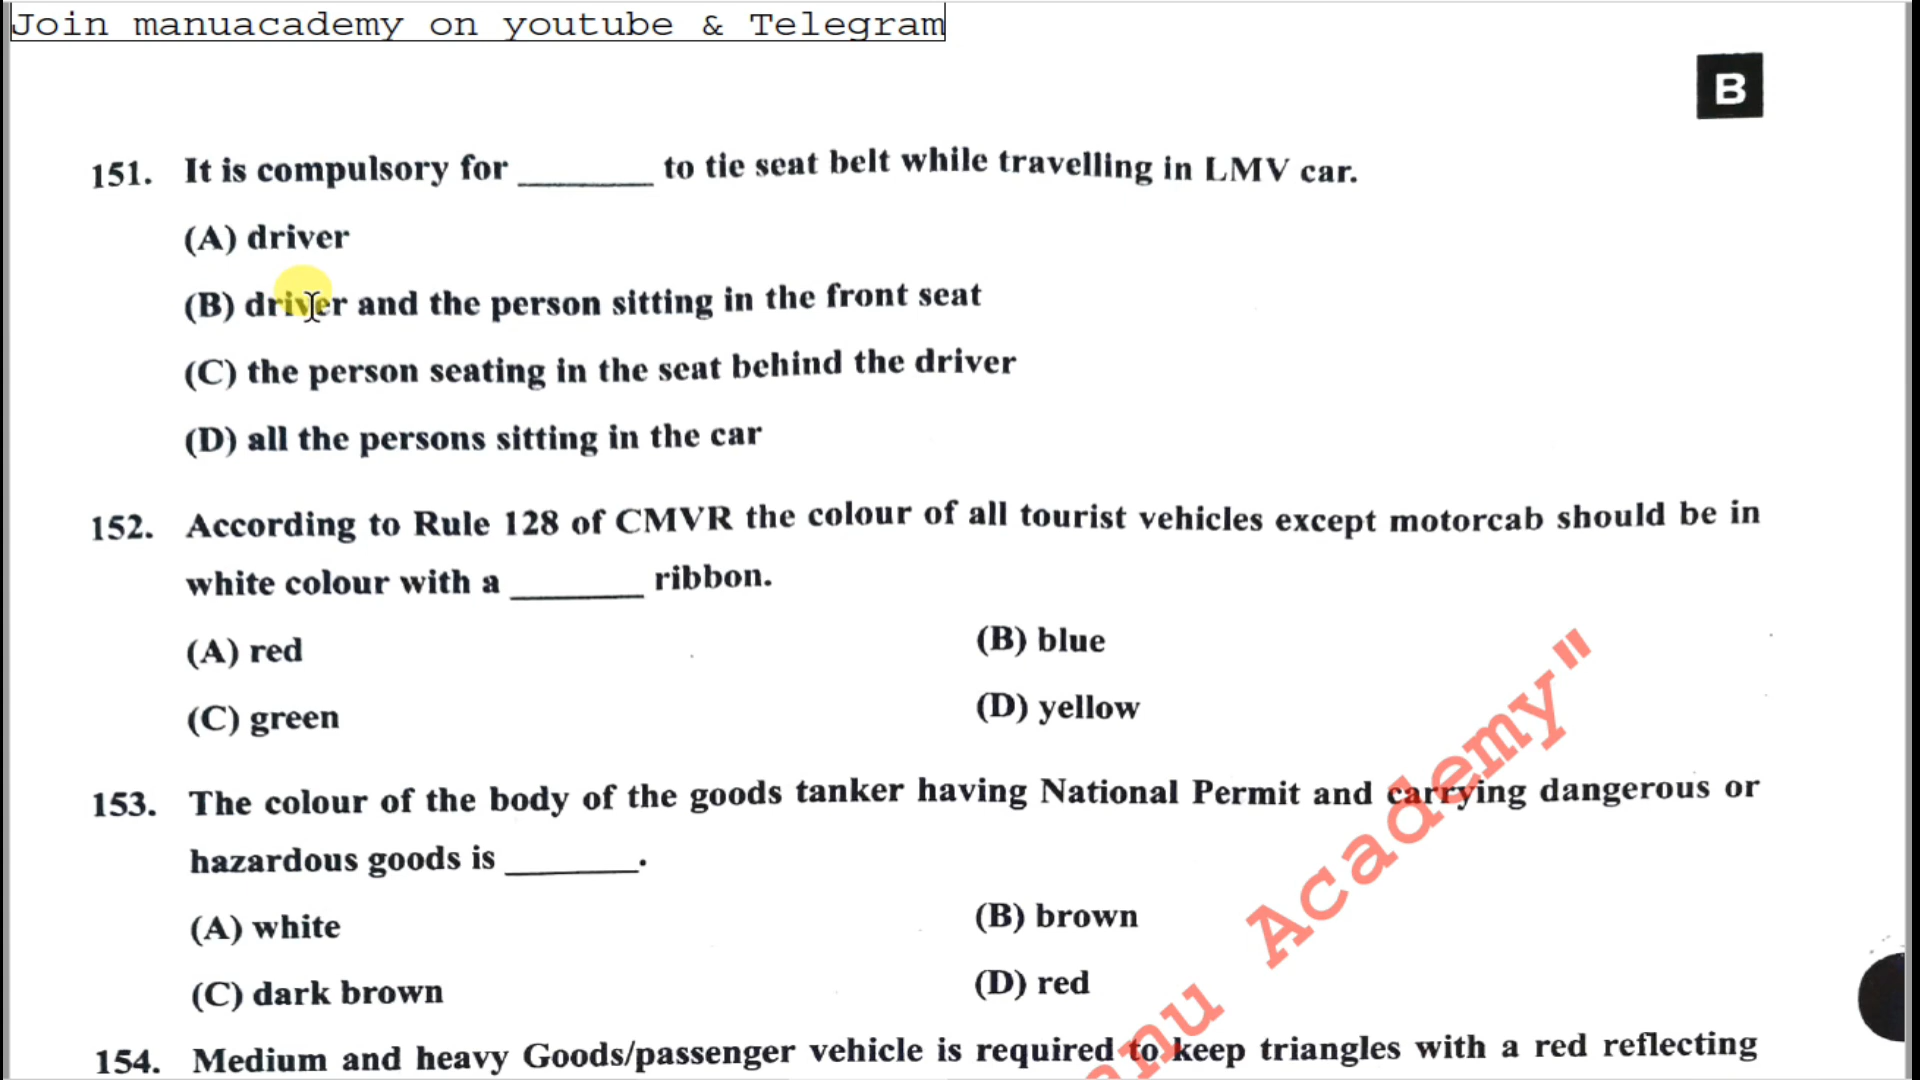 Join manuacademy on youtube & Telegram
B
151. It is compulsory for ________ to tie seat belt while travelling in LMV car.
(A) driver
(B) driver and the person sitting in the front seat
(C) the person seating in the seat behind the driver
(D) all the persons sitting in the car
152. According to Rule 128 of CMVR the colour of all tourist vehicles except motorcab should be in
white colour with a ________ ribbon.
(A) red
(B) blue
(C) green
(D) yellow
153. The colour of the body of the goods tanker having National Permit and carrying dangerous or
hazardous goods is ________.
(A) white
(B) brown
(C) dark brown
(D) red
154. Medium and heavy Goods/passenger vehicle is required to keep triangles with a red reflecting
Academy"